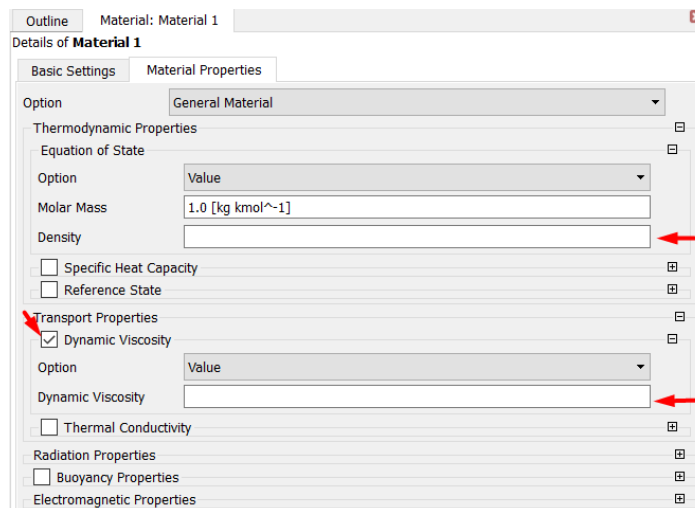 Outline Material: Material 1
Details of Material 1
Basic Settings Material Properties
Option General Material
Thermodynamic Properties
Equation of State
Option Value
Molar Mass 1.0 [kg kmol^-1]
Density
Specific Heat Capacity
Reference State
Transport Properties
Dynamic Viscosity
Option Value
Dynamic Viscosity
Thermal Conductivity
Radiation Properties
Buoyancy Properties
Electromagnetic Properties